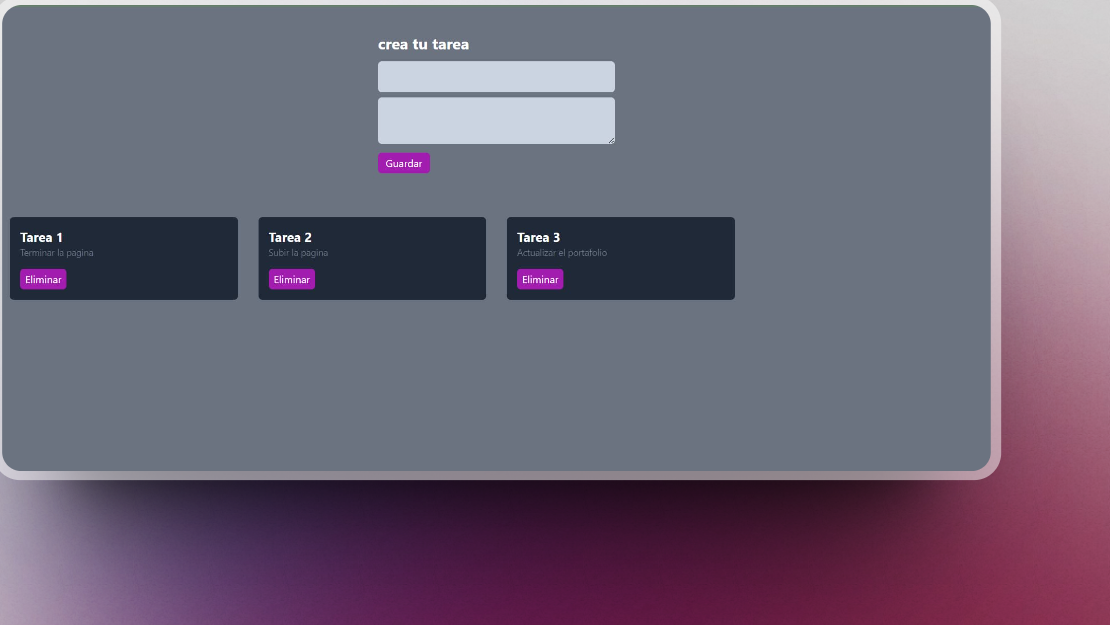 crea tu tarea
Guardar
Tarea 1
Terminar la pagina
Eliminar
Tarea 2
Subir la pagina
Eliminar
Tarea 3
Actualizar el portafolio
Eliminar